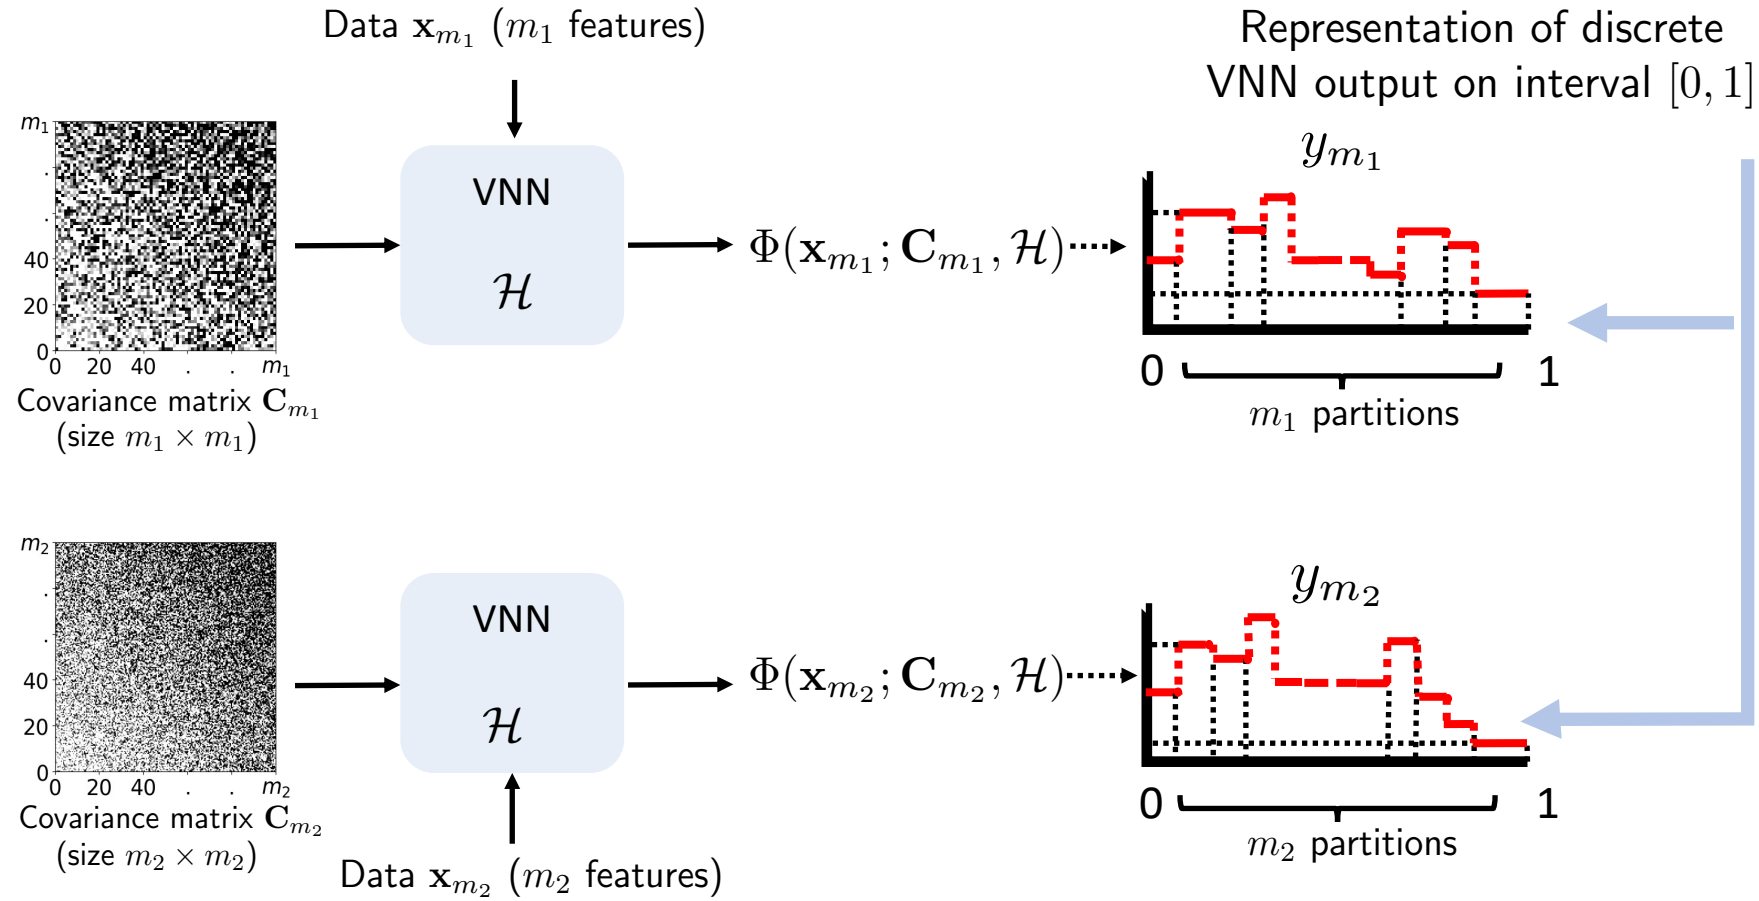 Data x_{m_1} (m_1 features)
Representation of discrete
VNN output on interval [0, 1]
m_1
.
.
40
20
0
0 20 40 . . m_1
Covariance matrix C_{m_1}
(size m_1 × m_1)
VNN
ℋ
Φ(x_{m_1}; C_{m_1}, ℋ)
y_{m_1}
0 1
m_1 partitions
m_2
.
.
40
20
0
0 20 40 . . m_2
Covariance matrix C_{m_2}
(size m_2 × m_2)
VNN
ℋ
Data x_{m_2} (m_2 features)
Φ(x_{m_2}; C_{m_2}, ℋ)
y_{m_2}
0 1
m_2 partitions